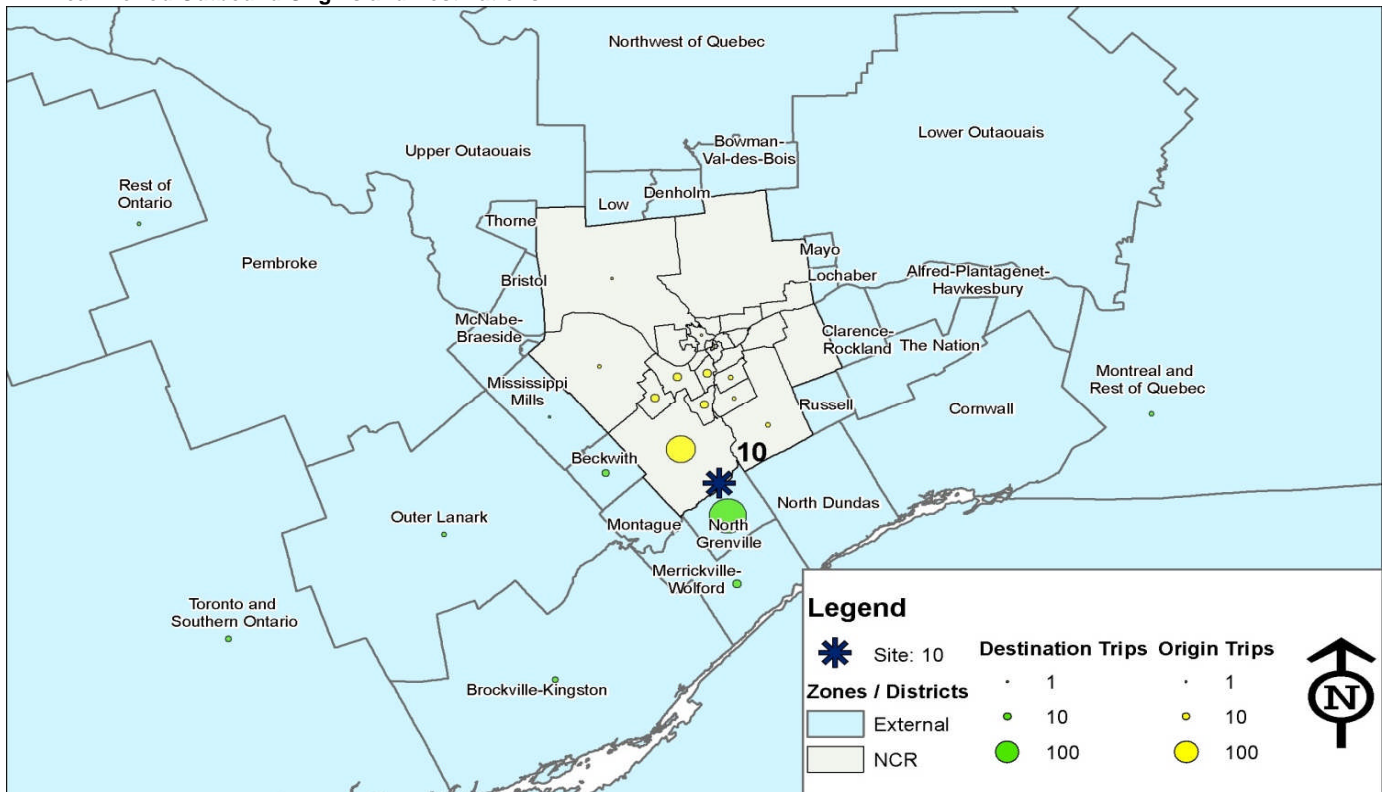 Northwest of Quebec
Lower Outaouais
Bowman-
Val-des-Bois
Upper Outaouais
Rest of
Ontario
Denholm
Low
Thorne
Mayo
Pembroke
Bristol
Lochaber
Alfred-Plantagenet-
Hawkesbury
McNabe-
Braeside
Clarence-
Rockland
The Nation
Montreal and
Rest of Quebec
Mississippi
Mills
Russell
Cornwall
10
Beckwith
North Dundas
Outer Lanark
Montague
North
Grenville
Merrickville-
Wolford
Toronto and
Southern Ontario
Brockville-Kingston
Legend
Site: 10
Zones / Districts
External
NCR
Destination Trips
1
10
100
Origin Trips
1
10
100
N